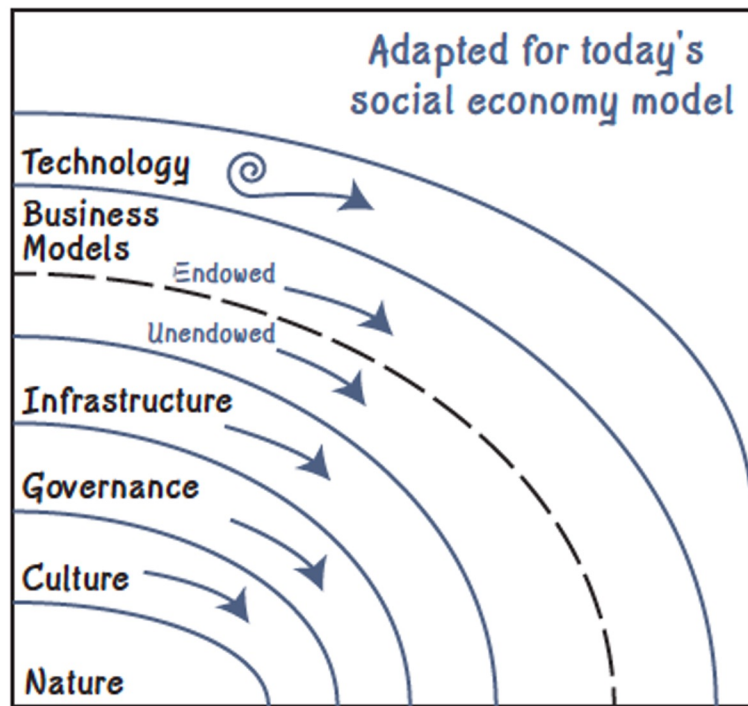 Adapted for today's
social economy model
Technology
Business
Models
Endowed
Unendowed
Infrastructure
Governance
Culture
Nature